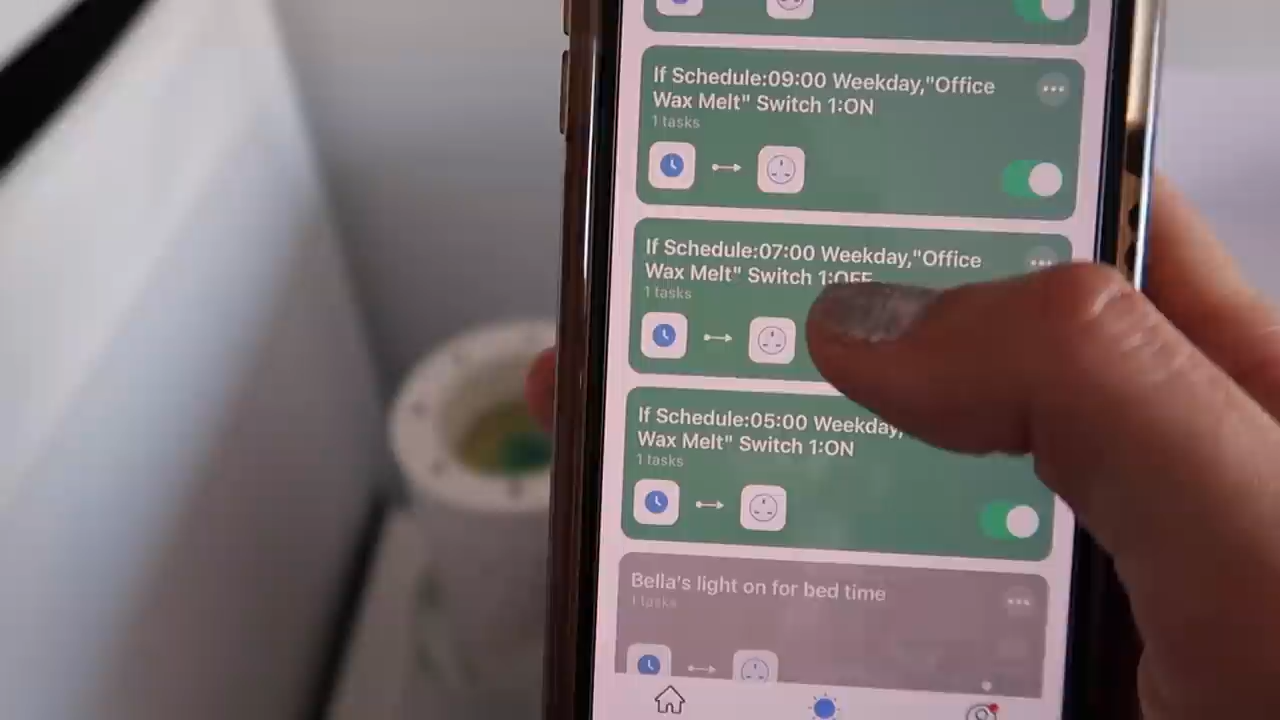 If Schedule:09:00 Weekday,"Office
Wax Melt" Switch 1:ON
1 tasks
If Schedule:07:00 Weekday,"Office
Wax Melt" Switch 1:OFF
1 tasks
If Schedule:05:00 Weekday,
Wax Melt" Switch 1:ON
1 tasks
Bella's light on for bed time
1 tasks